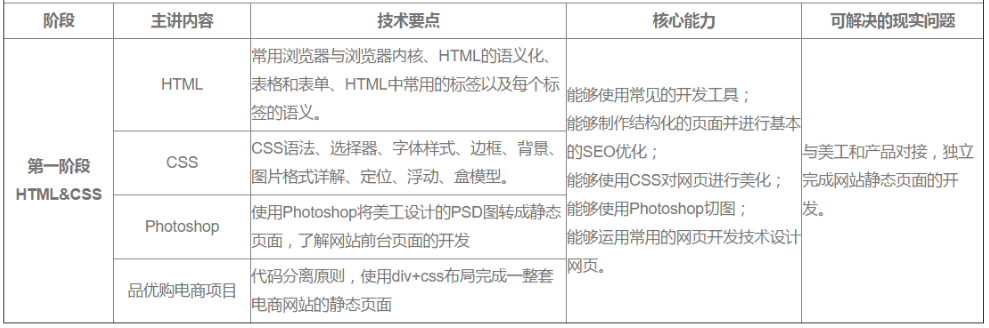 阶段 主讲内容 技术要点 核心能力 可解决的现实问题
第一阶段
HTML&CSS
HTML
常用浏览器与浏览器内核、HTML的语义化、
表格和表单、HTML中常用的标签以及每个标
签的语义。
CSS
CSS语法、选择器、字体样式、边框、背景、
图片格式详解、定位、浮动、盒模型。
Photoshop
使用Photoshop将美工设计的PSD图转成静态
页面，了解网站前台页面的开发
品优购电商项目
代码分离原则，使用div+css布局完成一整套
电商网站的静态页面
能够使用常见的开发工具；
能够制作结构化的页面并进行基本
的SEO优化；
能够使用CSS对网页进行美化；
能够使用Photoshop切图；
能够运用常用的网页开发技术设计
网页。
与美工和产品对接，独立
完成网站静态页面的开
发。